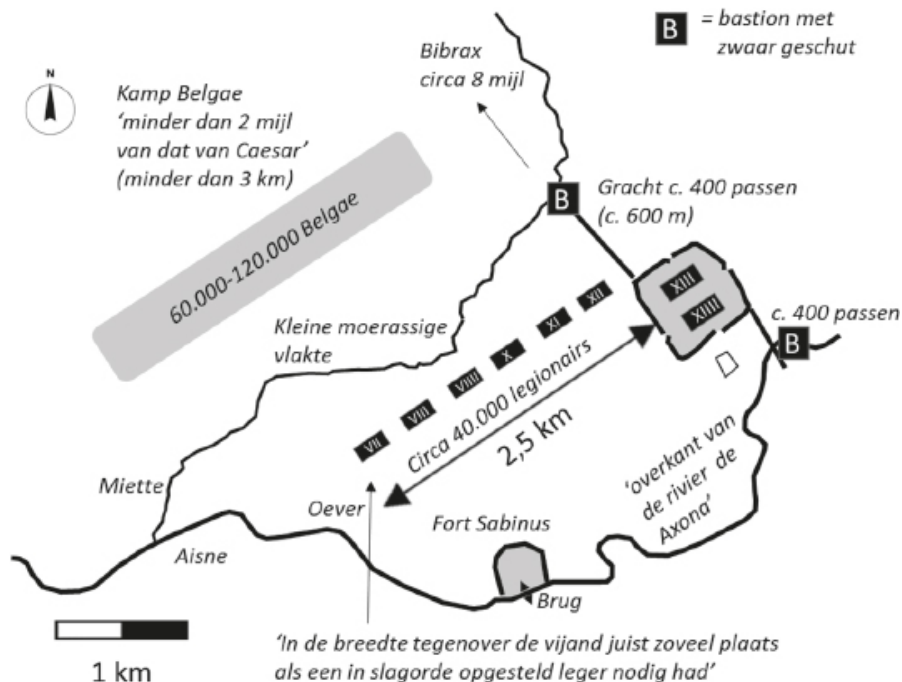 B
= bastion met
zwaar geschut
N
Kamp Belgae
‘minder dan 2 mijl
van dat van Caesar’
(minder dan 3 km)
Bibrax
circa 8 mijl
B
Gracht c. 400 passen
(c. 600 m)
60.000-120.000 Belgae
XIII
XIIII
c. 400 passen
B
Kleine moerassige
vlakte
XII
XI
X
VIIII
VIII
VII
Circa 40.000 legionairs
2,5 km
‘overkant van
de rivier de
Axona’
Miette
Oever
Aisne
Fort Sabinus
Brug
1 km
‘In de breedte tegenover de vijand juist zoveel plaats
als een in slagorde opgesteld leger nodig had’